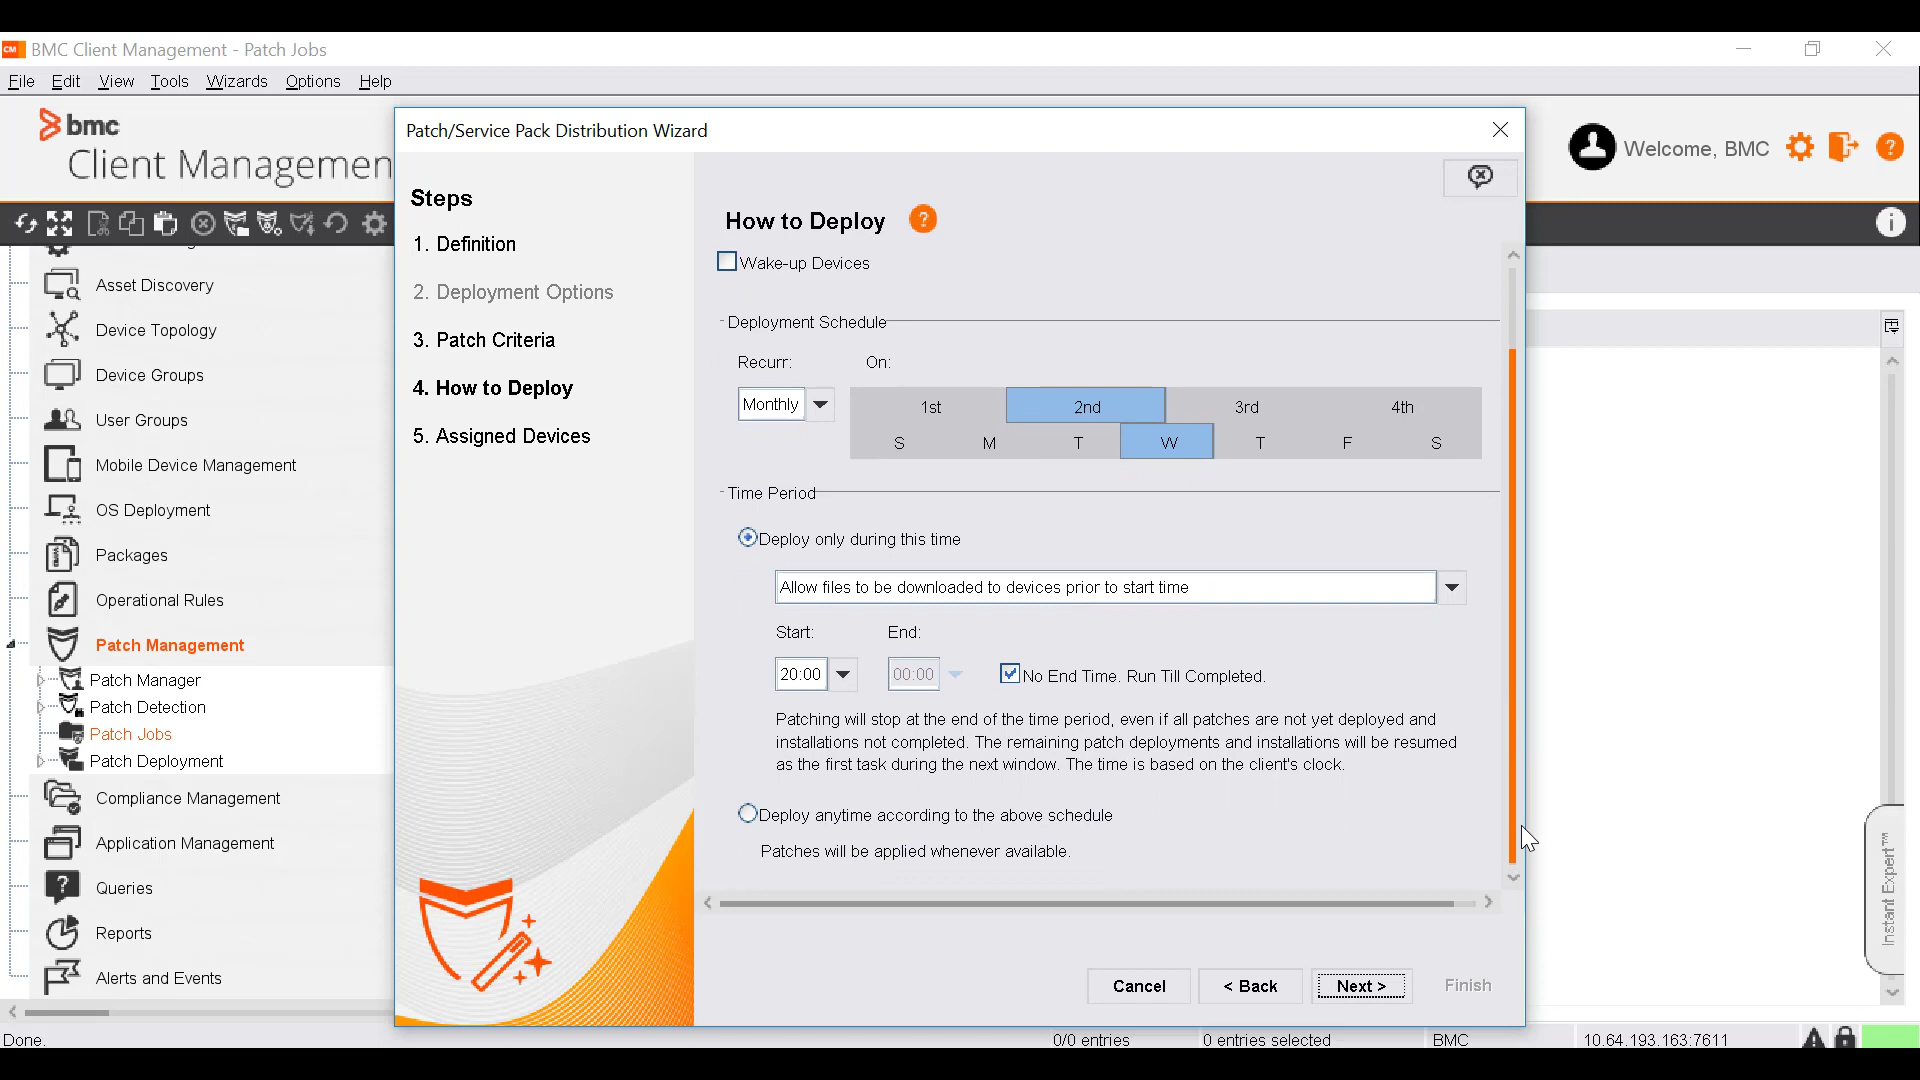 CM BMC Client Management - Patch Jobs
File Edit View Tools Wizards Options Help
bmc
Client Managemen
Welcome, BMC
Patch/Service Pack Distribution Wizard
Asset Discovery
Device Topology
Device Groups
User Groups
Mobile Device Management
OS Deployment
Packages
Operational Rules
Patch Management
Patch Manager
Patch Detection
Patch Jobs
Patch Deployment
Compliance Management
Application Management
Queries
Reports
Alerts and Events
Steps
1. Definition
2. Deployment Options
3. Patch Criteria
4. How to Deploy
5. Assigned Devices
How to Deploy ?
Wake-up Devices
Deployment Schedule
Recurr: On:
Monthly
1st 2nd 3rd 4th
S M T W T F S
Time Period
Deploy only during this time
Allow files to be downloaded to devices prior to start time
Start: End:
20:00 00:00 No End Time. Run Till Completed.
Patching will stop at the end of the time period, even if all patches are not yet deployed and
installations not completed. The remaining patch deployments and installations will be resumed
as the first task during the next window. The time is based on the client's clock.
Deploy anytime according to the above schedule
Patches will be applied whenever available.
Cancel < Back Next > Finish
Instant Expert™
Done. 0/0 entries 0 entries selected BMC 10.64.193.163:7611